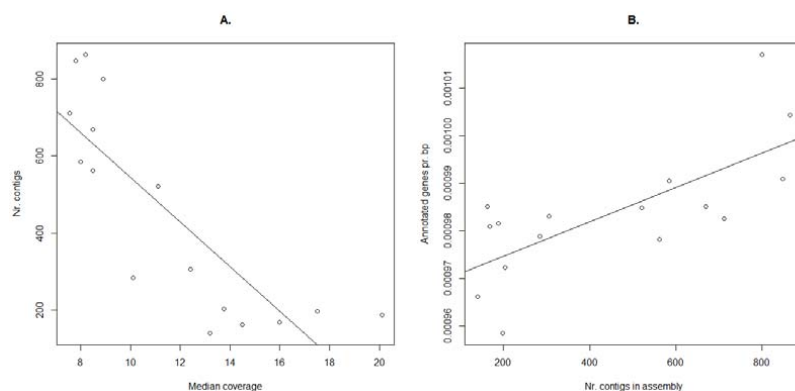 A.
Nr. contigs
800
600
400
200
8 10 12 14 16 18 20
Median coverage
B.
Annotated genes pr. bp
0.00101
0.00100
0.00099
0.00098
0.00097
0.00096
200 400 600 800
Nr. contigs in assembly